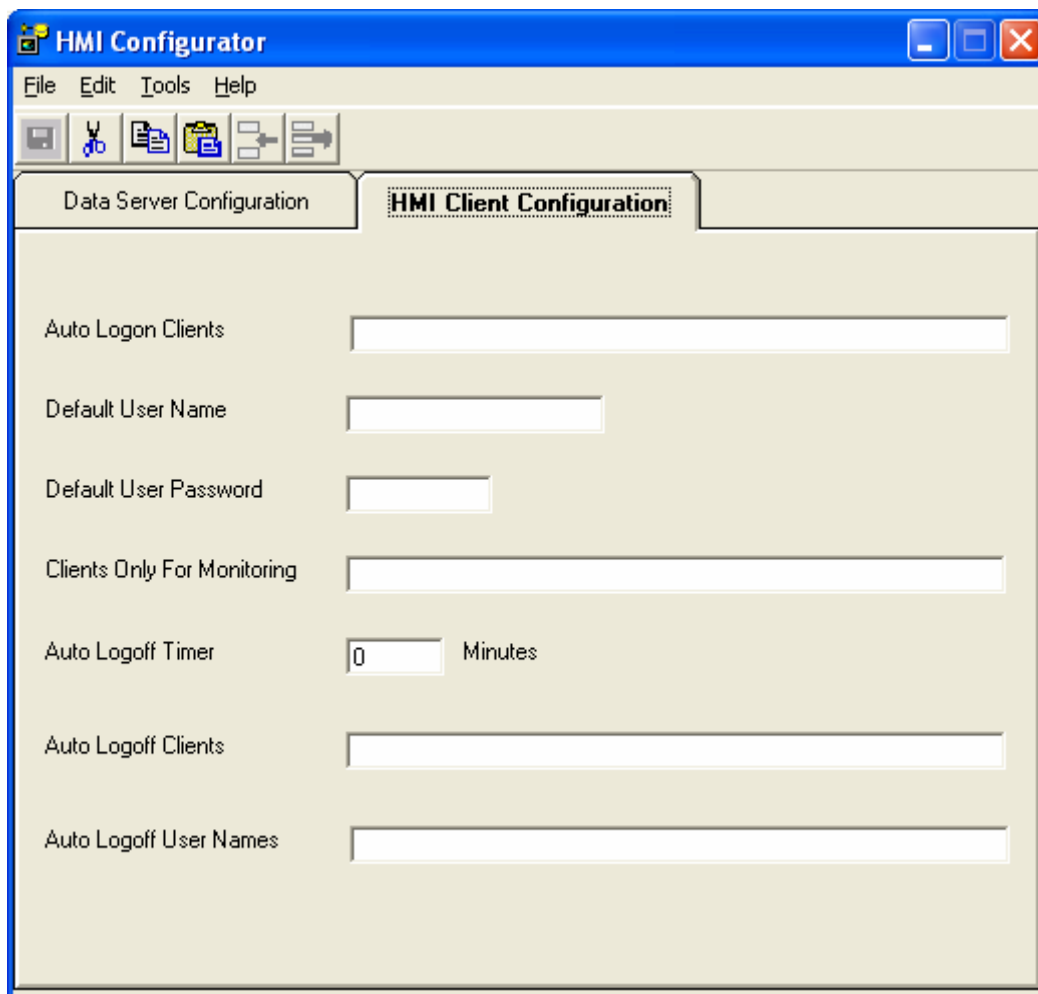 HMI Configurator
File Edit Tools Help
Data Server Configuration HMI Client Configuration
Auto Logon Clients
Default User Name
Default User Password
Clients Only For Monitoring
Auto Logoff Timer 0 Minutes
Auto Logoff Clients
Auto Logoff User Names